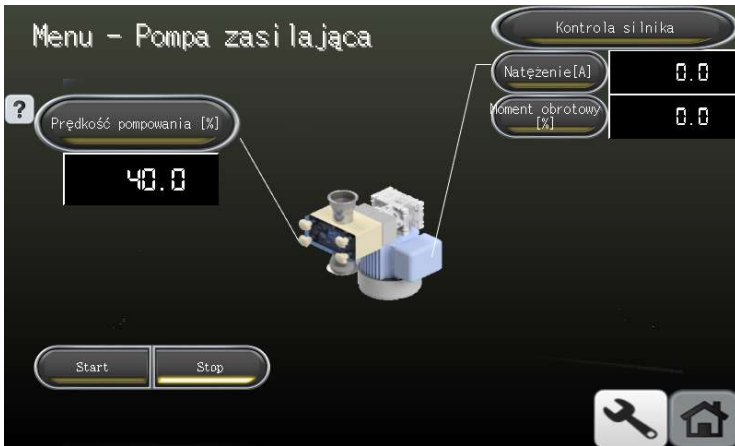 Menu - Pompa zasilająca
Kontrola silnika
Natężenie[A]
0.0
Moment obrotowy
[%]
0.0
?
Prędkość pompowania [%]
40.0
Start
Stop